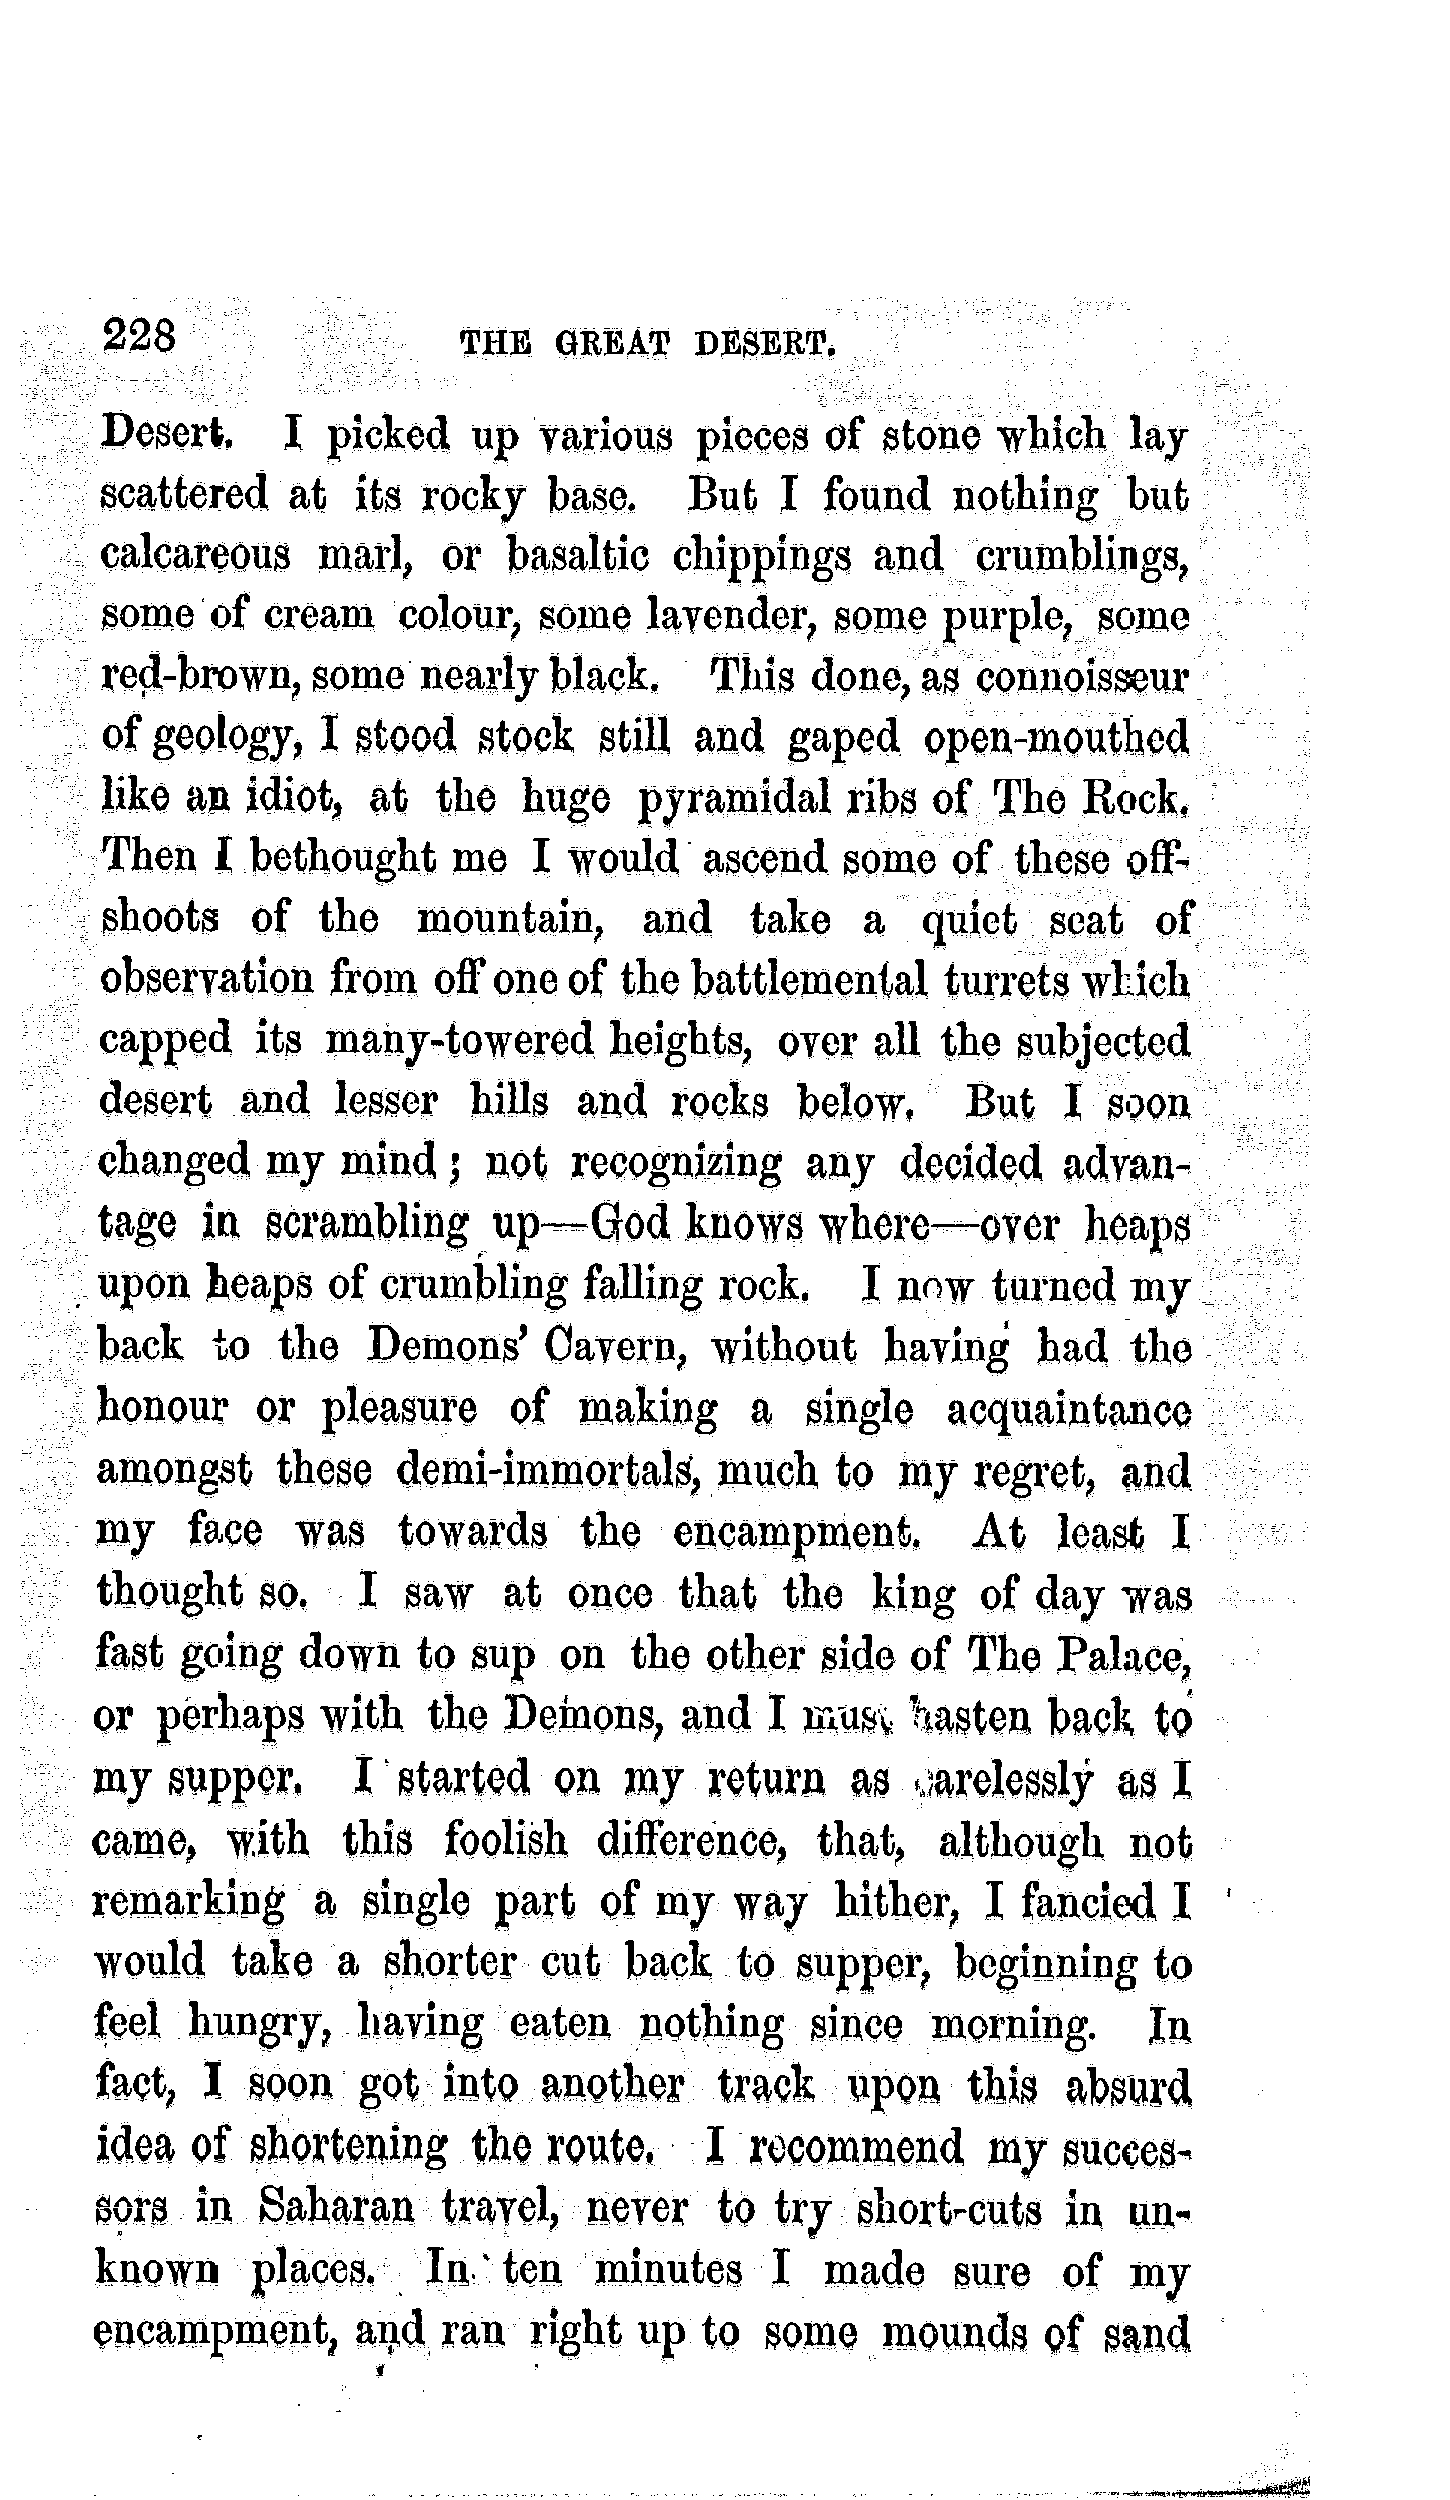 228 THE GREAT DESERT.
Desert. I picked up various pieces of stone which lay
scattered at its rocky base. But I found nothing but
calcareous marl, or basaltic chippings and crumblings,
some of cream colour, some lavender, some purple, some
red-brown, some nearly black. This done, as connoisseur
of geology, I stood stock still and gaped open-mouthed
like an idiot, at the huge pyramidal ribs of The Rock.
Then I bethought me I would ascend some of these off-
shoots of the mountain, and take a quiet seat of
observation from off one of the battlemental turrets which
capped its many-towered heights, over all the subjected
desert and lesser hills and rocks below. But I soon
changed my mind; not recognizing any decided advan-
tage in scrambling up—God knows where—over heaps
upon heaps of crumbling falling rock. I now turned my
back to the Demons' Cavern, without having had the
honour or pleasure of making a single acquaintance
amongst these demi-immortals, much to my regret, and
my face was towards the encampment. At least I
thought so. I saw at once that the king of day was
fast going down to sup on the other side of The Palace,
or perhaps with the Demons, and I must hasten back to
my supper. I started on my return as carelessly as I
came, with this foolish difference, that, although not
remarking a single part of my way hither, I fancied I
would take a shorter cut back to supper, beginning to
feel hungry, having eaten nothing since morning. In
fact, I soon got into another track upon this absurd
idea of shortening the route. I recommend my succes-
sors in Saharan travel, never to try short-cuts in un-
known places. In ten minutes I made sure of my
encampment, and ran right up to some mounds of sand